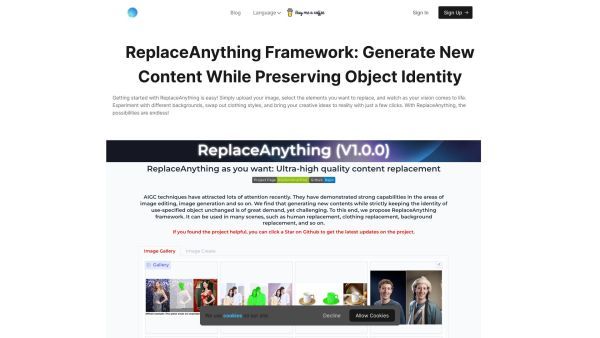 Blog
Language
Buy me a coffee
Sign In
Sign Up →
ReplaceAnything Framework: Generate New
Content While Preserving Object Identity
Getting started with ReplaceAnything is easy! Simply upload your image, select the elements you want to replace, and watch as your vision comes to life.
Experiment with different backgrounds, swap out clothing styles, and bring your creative ideas to reality with just a few clicks. With ReplaceAnything, the
possibilities are endless!
ReplaceAnything (V1.0.0)
ReplaceAnything as you want: Ultra-high quality content replacement
Project Page
Github
AIGC techniques have attracted lots of attention recently. They have demonstrated strong capabilities in the areas of
image editing, image generation and so on. We find that generating new contents while strictly keeping the identity of
use-specified object unchanged is of great demand, yet challenging. To this end, we propose ReplaceAnything
framework. It can be used in many scenes, such as human replacement, clothing replacement, background
replacement, and so on.
If you found the project helpful, you can click a Star on Github to get the latest updates on the project.
Image Gallery
Image Create
Gallery
We use cookies on our site.
Decline
Allow Cookies